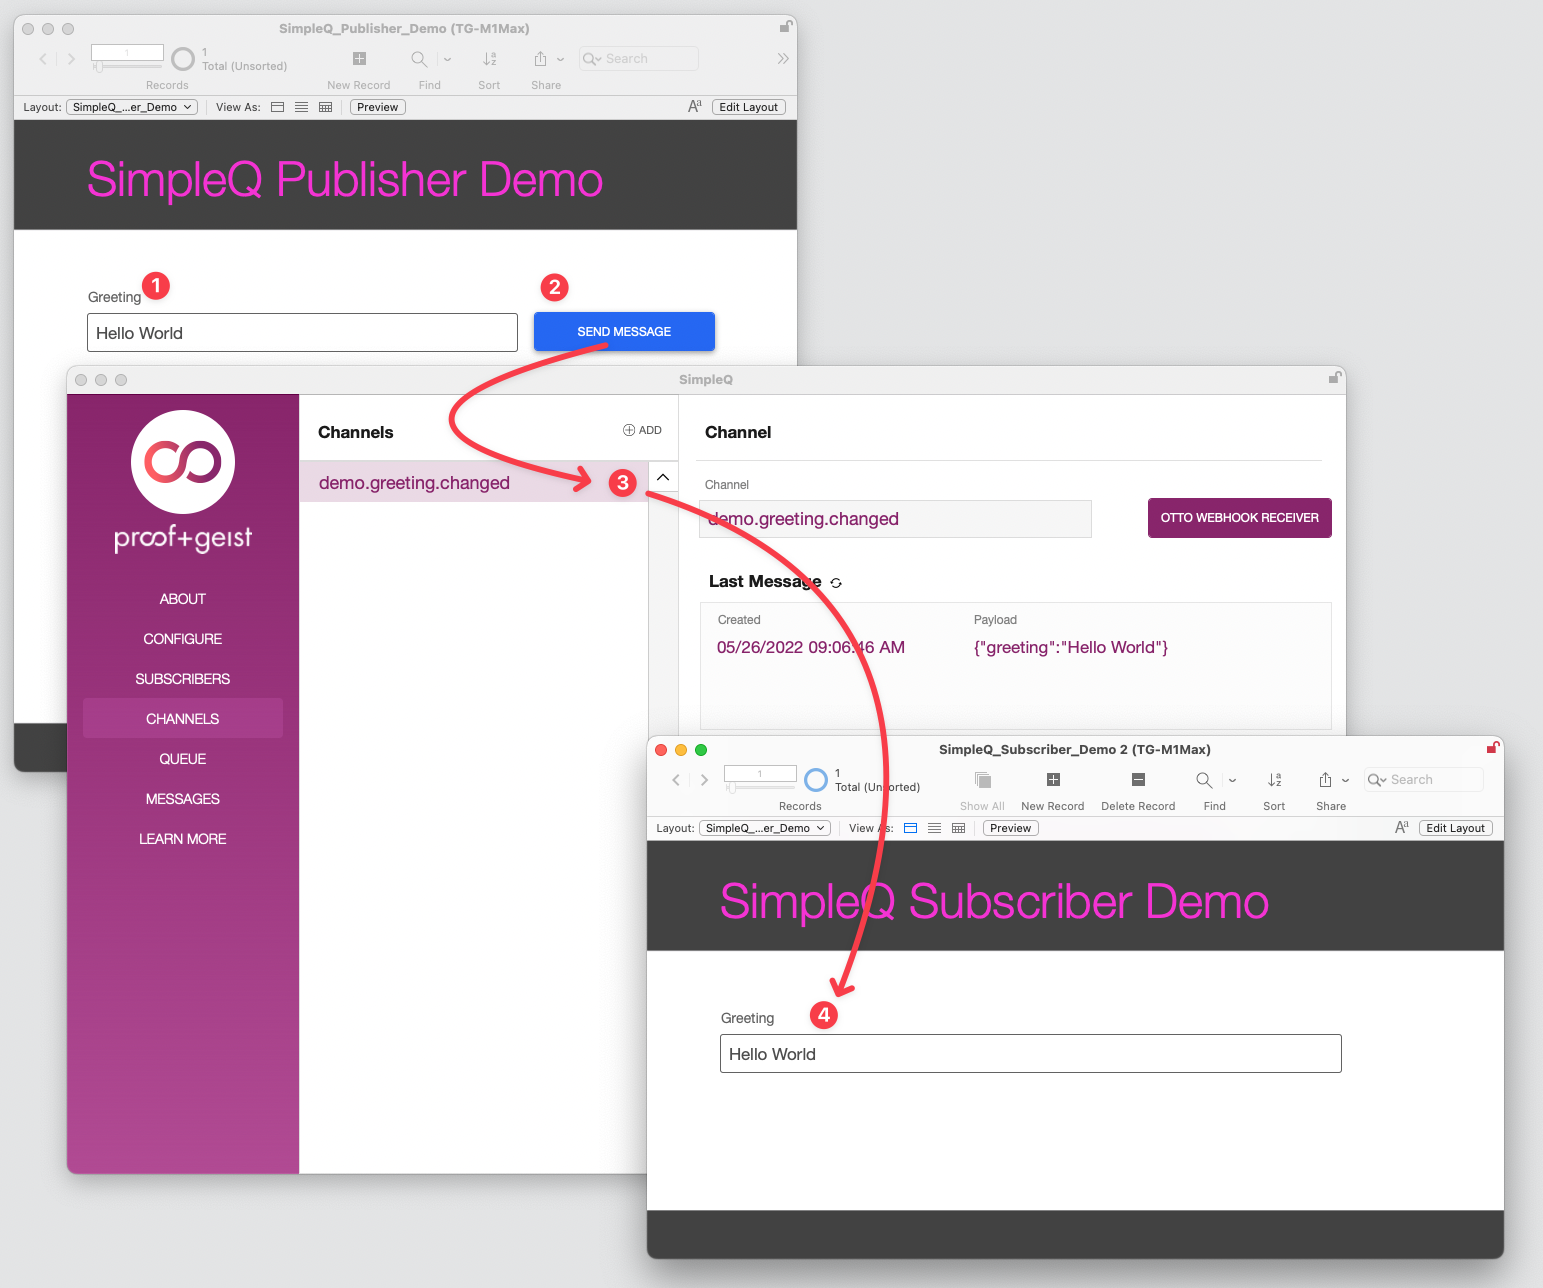 SimpleQ_Publisher_Demo (TG-M1Max)
1
1
Total (Unsorted)
Search
Records
New Record
Find
Sort
Share
Layout:
SimpleQ_...er_Demo
View As:
Preview
Aa
Edit Layout
SimpleQ Publisher Demo
1
2
Greeting
Hello World
SEND MESSAGE
SimpleQ
proof+geist
ABOUT
CONFIGURE
SUBSCRIBERS
CHANNELS
QUEUE
MESSAGES
LEARN MORE
Channels
ADD
demo.greeting.changed
3
Channel
Channel
demo.greeting.changed
OTTO WEBHOOK RECEIVER
Last Message
Created
Payload
05/26/2022 09:06:46 AM
{"greeting":"Hello World"}
SimpleQ_Subscriber_Demo 2 (TG-M1Max)
1
1
Total (Unsorted)
Search
Records
Show All
New Record
Delete Record
Find
Sort
Share
Layout:
SimpleQ_...er_Demo
View As:
Preview
Aa
Edit Layout
SimpleQ Subscriber Demo
4
Greeting
Hello World